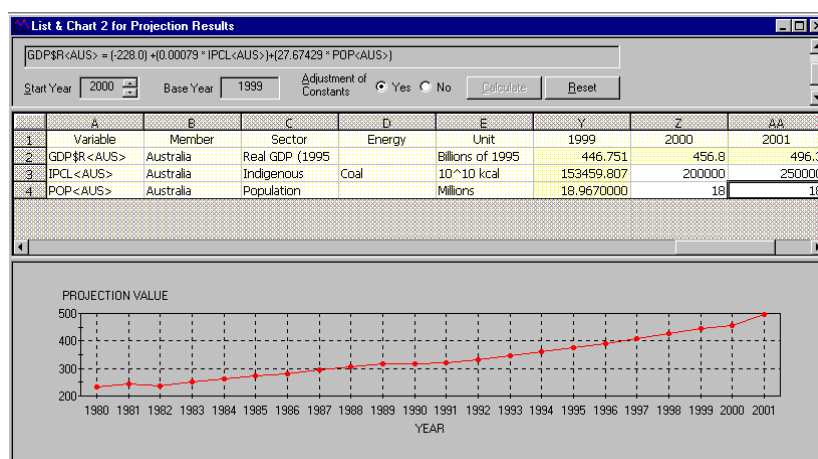 List & Chart 2 for Projection Results
GDP$R<AUS> = (-228.0) +(0.00079 * IPCL<AUS>)+(27.67429 * POP<AUS>)
Start Year 2000 Base Year 1999 Adjustment of Constants Yes No Calculate Reset
A B C D E Y Z AA
1 Variable Member Sector Energy Unit 1999 2000 2001
2 GDP$R<AUS> Australia Real GDP (1995 Billions of 1995 446.751 456.8 496.3
3 IPCL<AUS> Australia Indigenous Coal 10^10 kcal 153459.807 200000 250000
4 POP<AUS> Australia Population Millions 18.9670000 18 18
PROJECTION VALUE
500
400
300
200
1980 1981 1982 1983 1984 1985 1986 1987 1988 1989 1990 1991 1992 1993 1994 1995 1996 1997 1998 1999 2000 2001
YEAR